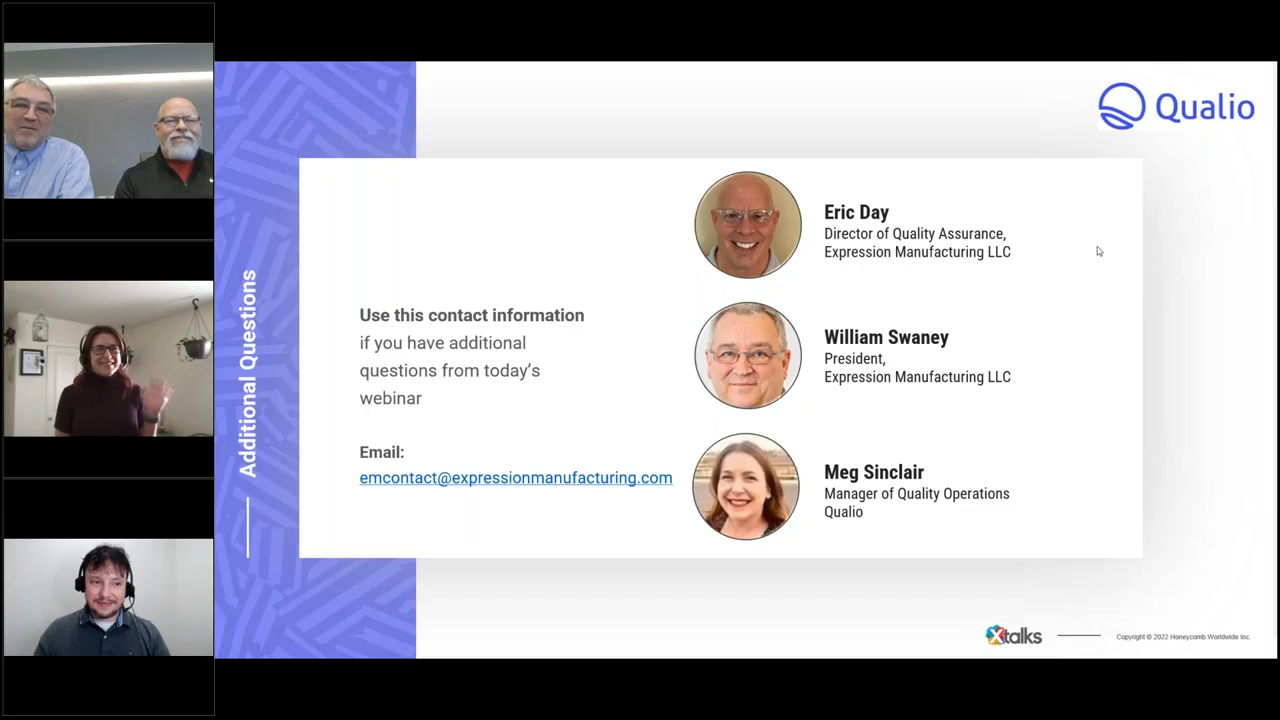 Qualio
Additional Questions
Use this contact information
if you have additional
questions from today's
webinar
Email:
emcontact@expressionmanufacturing.com
Eric Day
Director of Quality Assurance,
Expression Manufacturing LLC
William Swaney
President,
Expression Manufacturing LLC
Meg Sinclair
Manager of Quality Operations
Qualio
Xtalks
Copyright © 2022 Honeycomb Worldwide Inc.